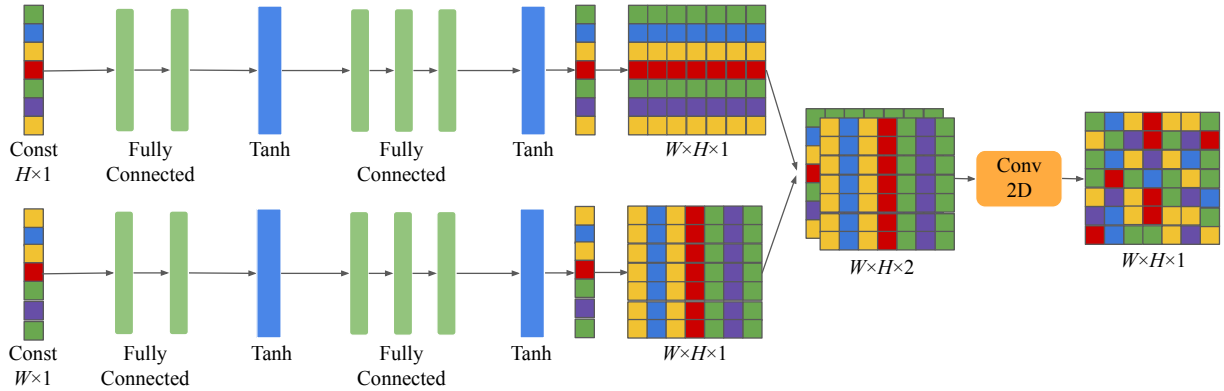 Const
H×1
Fully
Connected
Tanh
Fully
Connected
Tanh
W×H×1
Const
W×1
Fully
Connected
Tanh
Fully
Connected
Tanh
W×H×1
W×H×2
Conv
2D
W×H×1